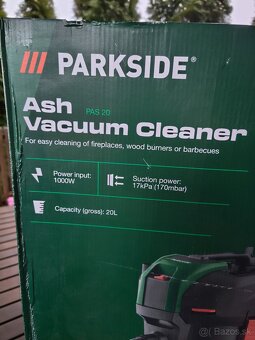 /// PARKSIDE®
Ash
PAS 20
Vacuum Cleaner
For easy cleaning of fireplaces, wood burners or barbecues
Power input:
1000W
Suction power:
17kPa (170mbar)
Capacity (gross): 20L
bazos.sk